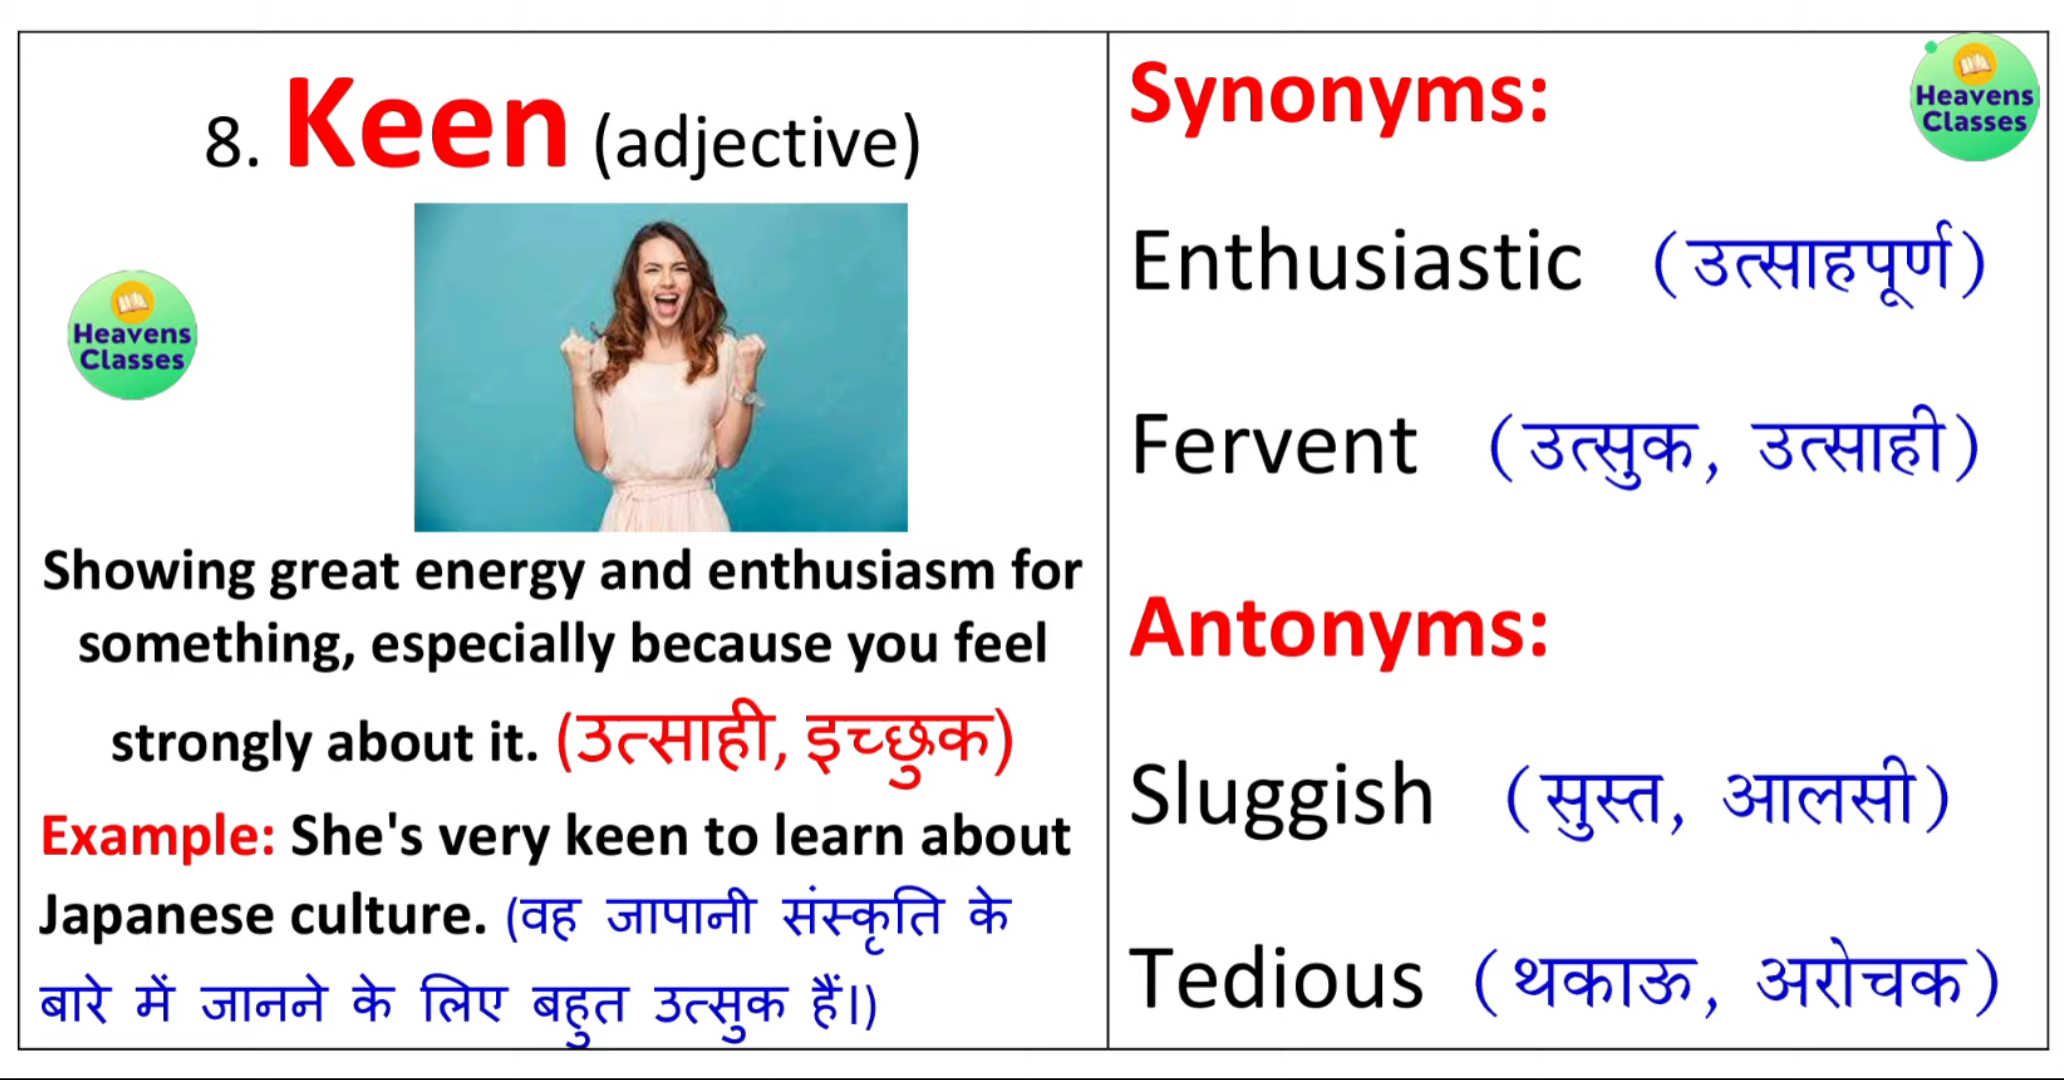 8. Keen (adjective)
Heavens
Classes
Showing great energy and enthusiasm for
something, especially because you feel
strongly about it. (उत्साही, इच्छुक)
Example: She's very keen to learn about
Japanese culture. (वह जापानी संस्कृति के
बारे में जानने के लिए बहुत उत्सुक हैं।)
Synonyms:
Heavens
Classes
Enthusiastic (उत्साहपूर्ण)
Fervent (उत्सुक, उत्साही)
Antonyms:
Sluggish (सुस्त, आलसी)
Tedious (थकाऊ, अरोचक)